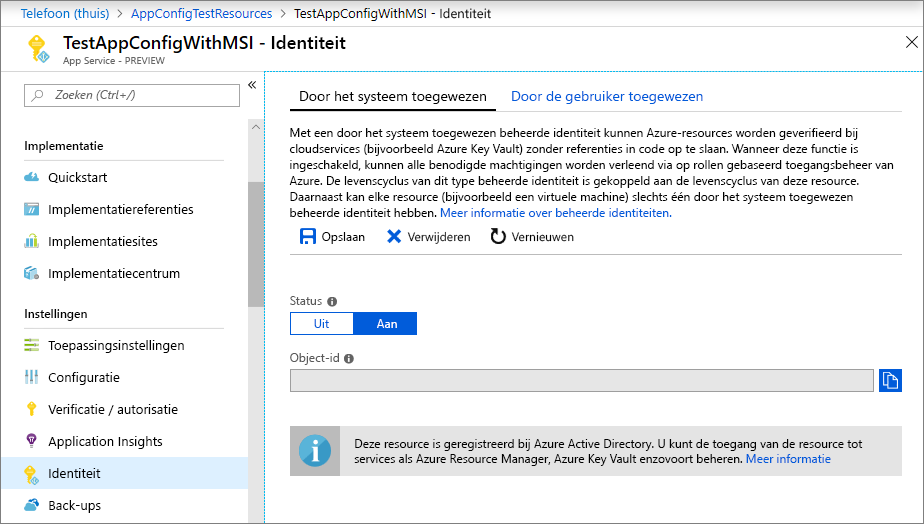 Telefoon (thuis) > AppConfigTestResources > TestAppConfigWithMSI - Identiteit
TestAppConfigWithMSI - Identiteit
App Service - PREVIEW
Zoeken (Ctrl+/)
Implementatie
Quickstart
Implementatiereferenties
Implementatiesites
Implementatiecentrum
Instellingen
Toepassingsinstellingen
Configuratie
Verificatie / autorisatie
Application Insights
Identiteit
Back-ups
Door het systeem toegewezen
Door de gebruiker toegewezen
Met een door het systeem toegewezen beheerde identiteit kunnen Azure-resources worden geverifieerd bij
cloudservices (bijvoorbeeld Azure Key Vault) zonder referenties in code op te slaan. Wanneer deze functie is
ingeschakeld, kunnen alle benodigde machtigingen worden verleend via op rollen gebaseerd toegangsbeheer van
Azure. De levenscyclus van dit type beheerde identiteit is gekoppeld aan de levenscyclus van deze resource.
Daarnaast kan elke resource (bijvoorbeeld een virtuele machine) slechts één door het systeem toegewezen
beheerde identiteit hebben. Meer informatie over beheerde identiteiten.
Opslaan
Verwijderen
Vernieuwen
Status
Uit
Aan
Object-id
Deze resource is geregistreerd bij Azure Active Directory. U kunt de toegang van de resource tot
services als Azure Resource Manager, Azure Key Vault enzovoort beheren. Meer informatie